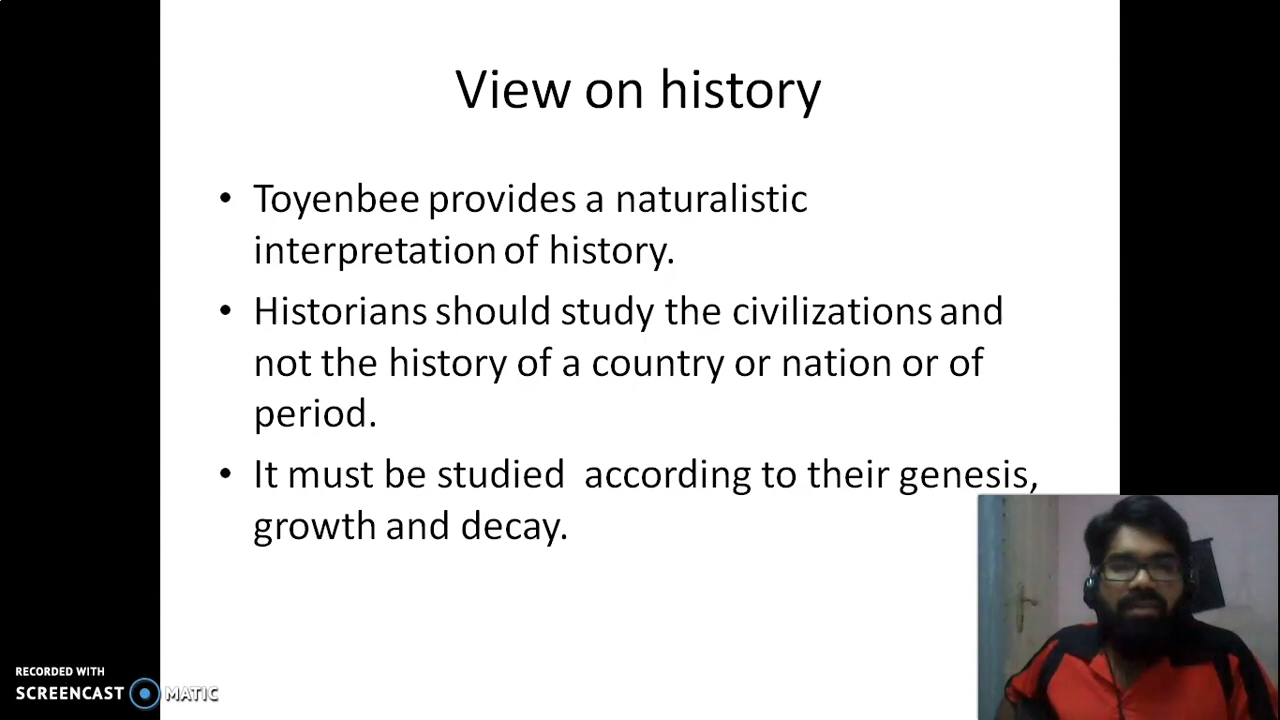 View on history
• Toyenbee provides a naturalistic
interpretation of history.
• Historians should study the civilizations and
not the history of a country or nation or of
period.
• It must be studied  according to their genesis,
growth and decay.
RECORDED WITH
SCREENCAST MATIC